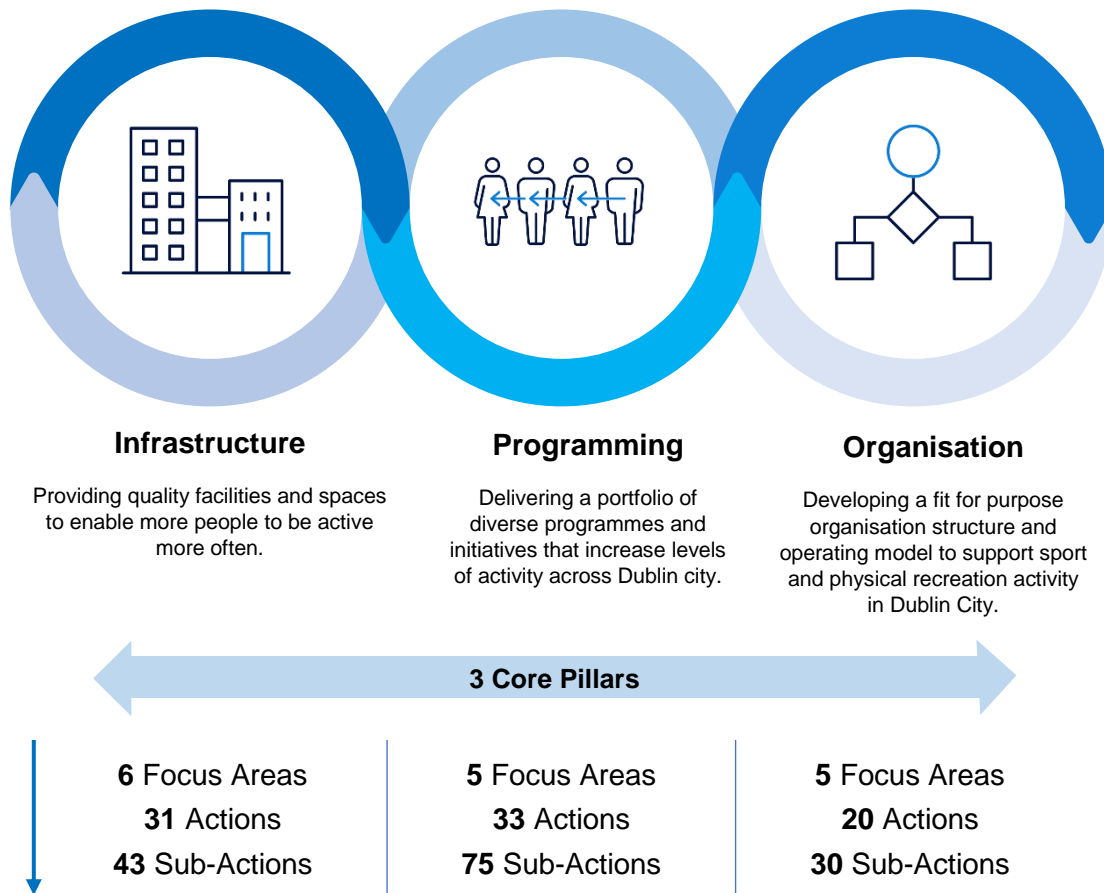 Infrastructure
Providing quality facilities and spaces
to enable more people to be active
more often.
Programming
Delivering a portfolio of
diverse programmes and
initiatives that increase levels
of activity across Dublin city.
Organisation
Developing a fit for purpose
organisation structure and
operating model to support sport
and physical recreation activity
in Dublin City.
3 Core Pillars
6 Focus Areas
31 Actions
43 Sub-Actions
5 Focus Areas
33 Actions
75 Sub-Actions
5 Focus Areas
20 Actions
30 Sub-Actions